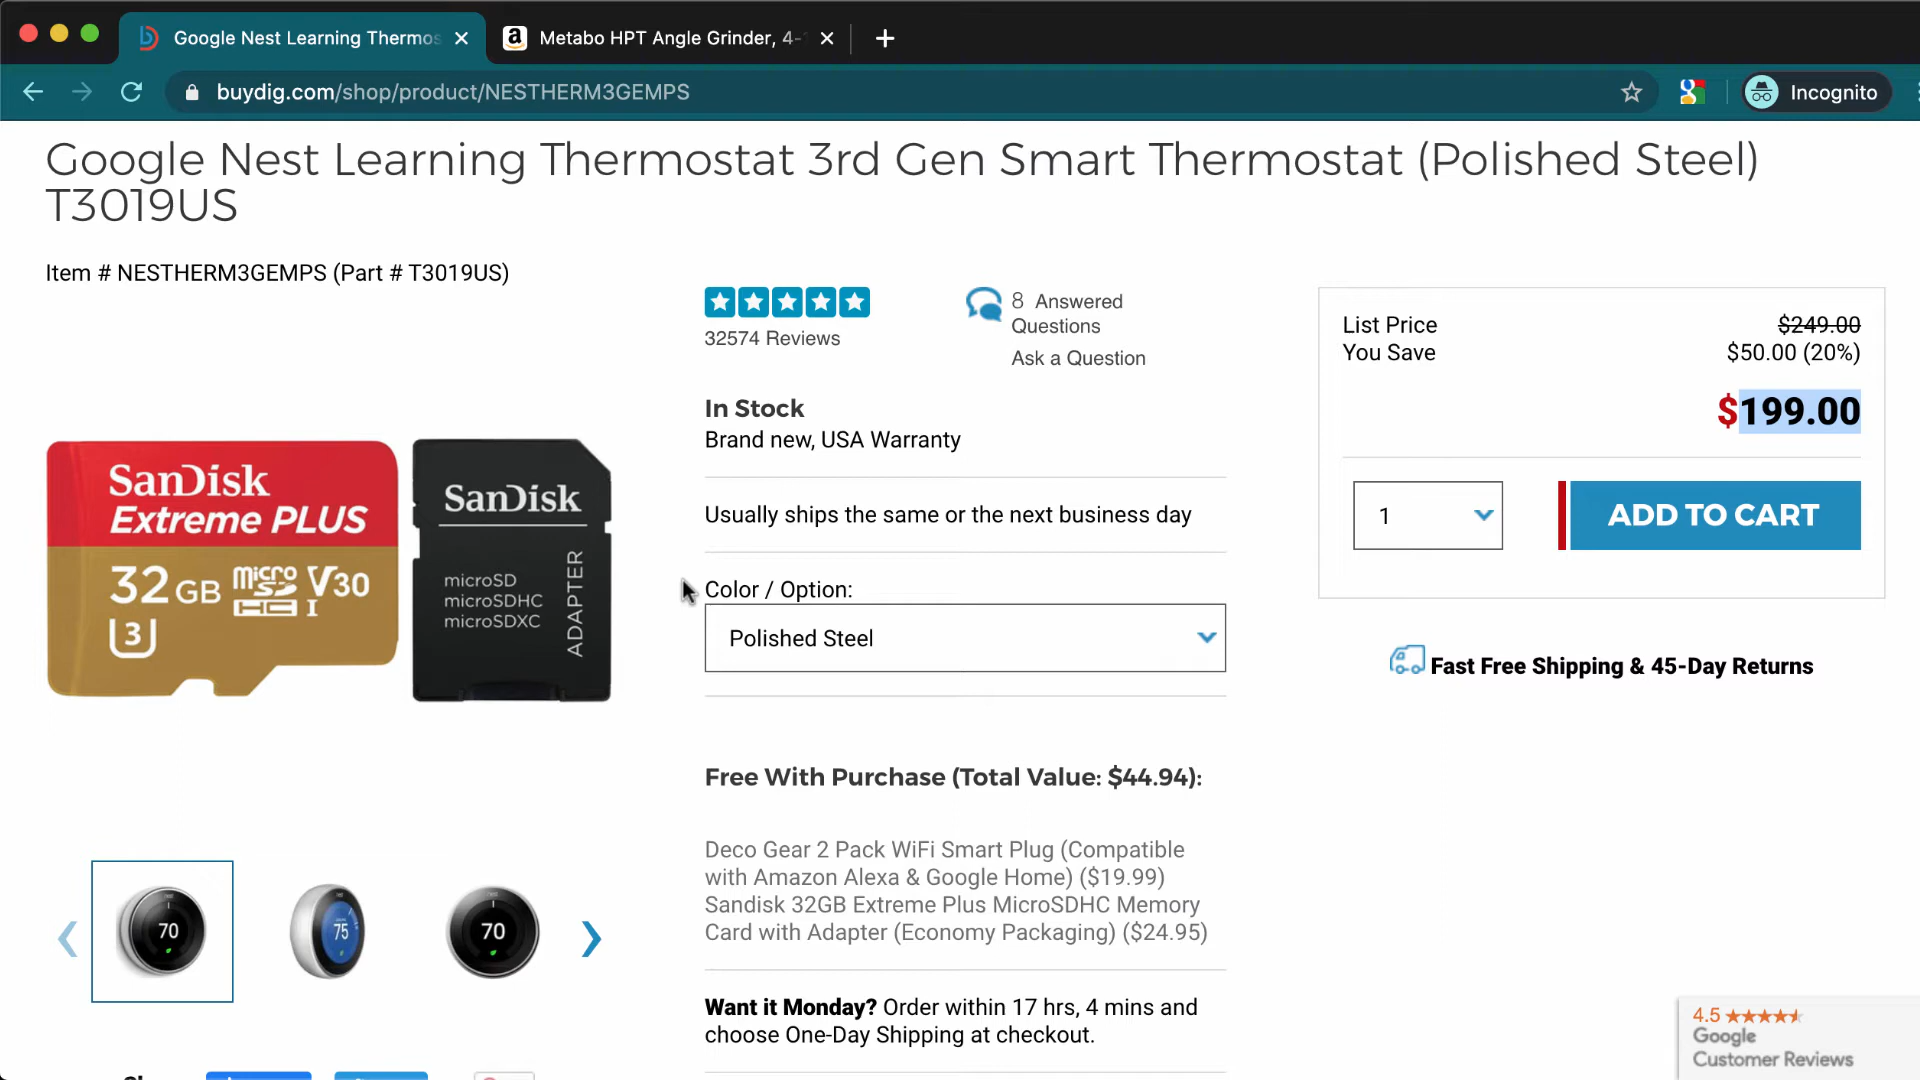 Google Nest Learning Thermos
Metabo HPT Angle Grinder, 4-
buydig.com/shop/product/NESTHERM3GEMPS
Incognito
Google Nest Learning Thermostat 3rd Gen Smart Thermostat (Polished Steel)
T3019US
Item # NESTHERM3GEMPS (Part # T3019US)
32574 Reviews
8 Answered
Questions
Ask a Question
List Price $249.00
You Save $50.00 (20%)
$199.00
1
ADD TO CART
Fast Free Shipping & 45-Day Returns
In Stock
Brand new, USA Warranty
Usually ships the same or the next business day
Color / Option:
Polished Steel
SanDisk
Extreme PLUS
32 GB micro SD HC I V30
3
SanDisk
microSD
microSDHC
microSDXC
ADAPTER
Free With Purchase (Total Value: $44.94):
Deco Gear 2 Pack WiFi Smart Plug (Compatible
with Amazon Alexa & Google Home) ($19.99)
Sandisk 32GB Extreme Plus MicroSDHC Memory
Card with Adapter (Economy Packaging) ($24.95)
70
75
70
Want it Monday? Order within 17 hrs, 4 mins and
choose One-Day Shipping at checkout.
4.5
Google
Customer Reviews